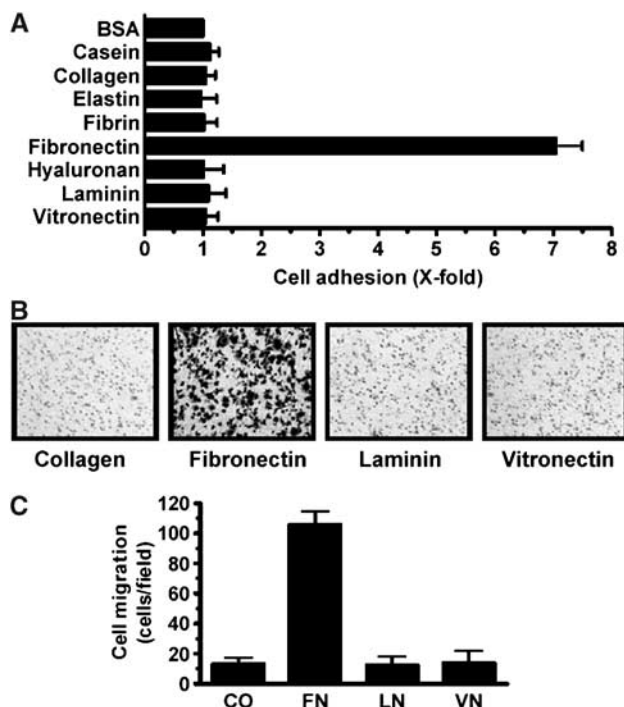 A
BSA
Casein
Collagen
Elastin
Fibrin
Fibronectin
Hyaluronan
Laminin
Vitronectin
0 1 2 3 4 5 6 7 8
Cell adhesion (X-fold)
B
Collagen Fibronectin Laminin Vitronectin
C
120
100
80
60
40
20
0
Cell migration
(cells/field)
CO FN LN VN